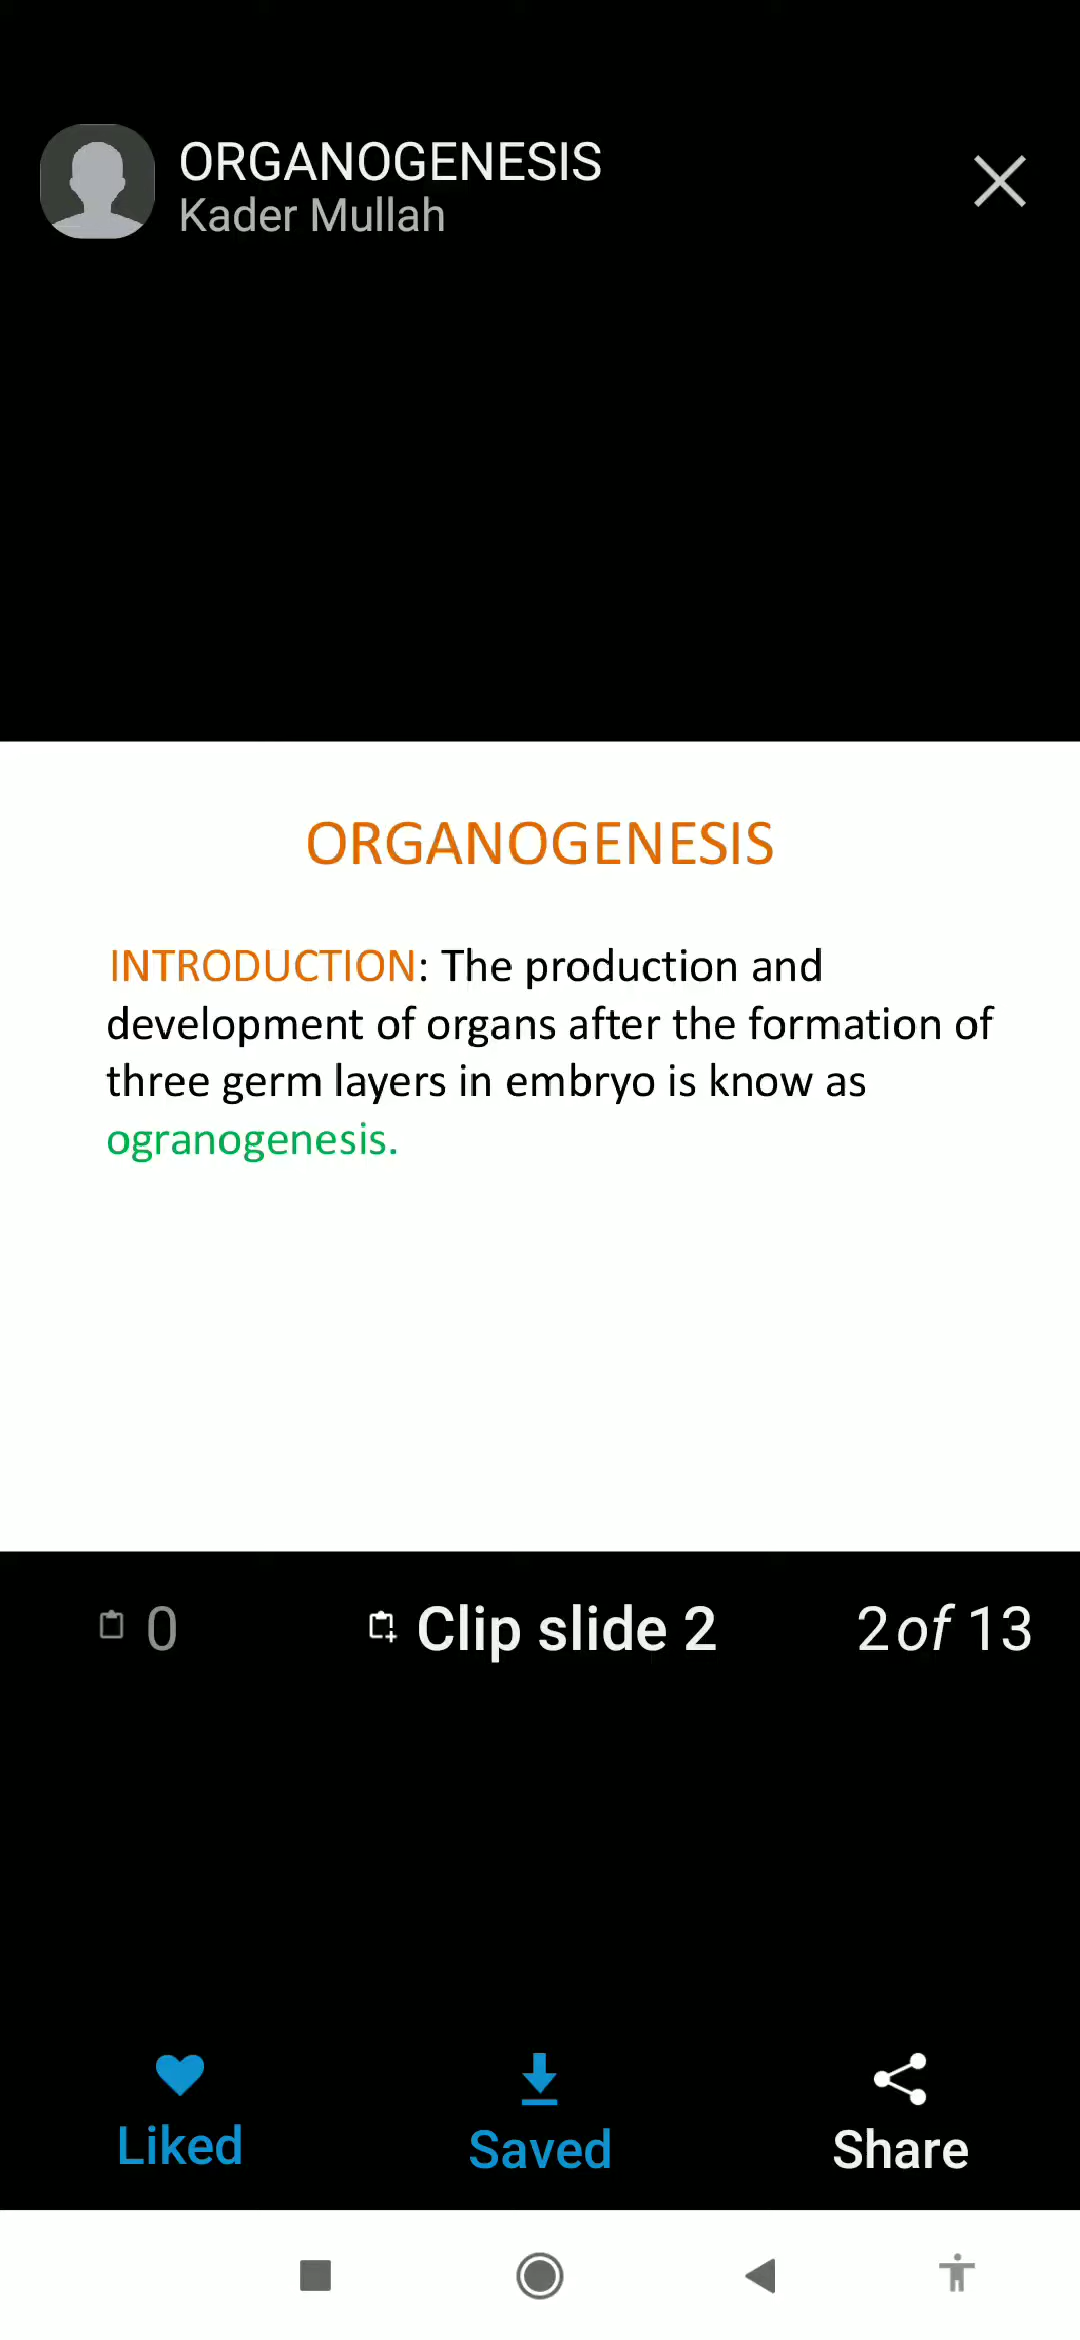 ORGANOGENESIS
Kader Mullah
ORGANOGENESIS
INTRODUCTION: The production and
development of organs after the formation of
three germ layers in embryo is know as
ogranogenesis.
0
Clip slide 2
2 of 13
Liked
Saved
Share